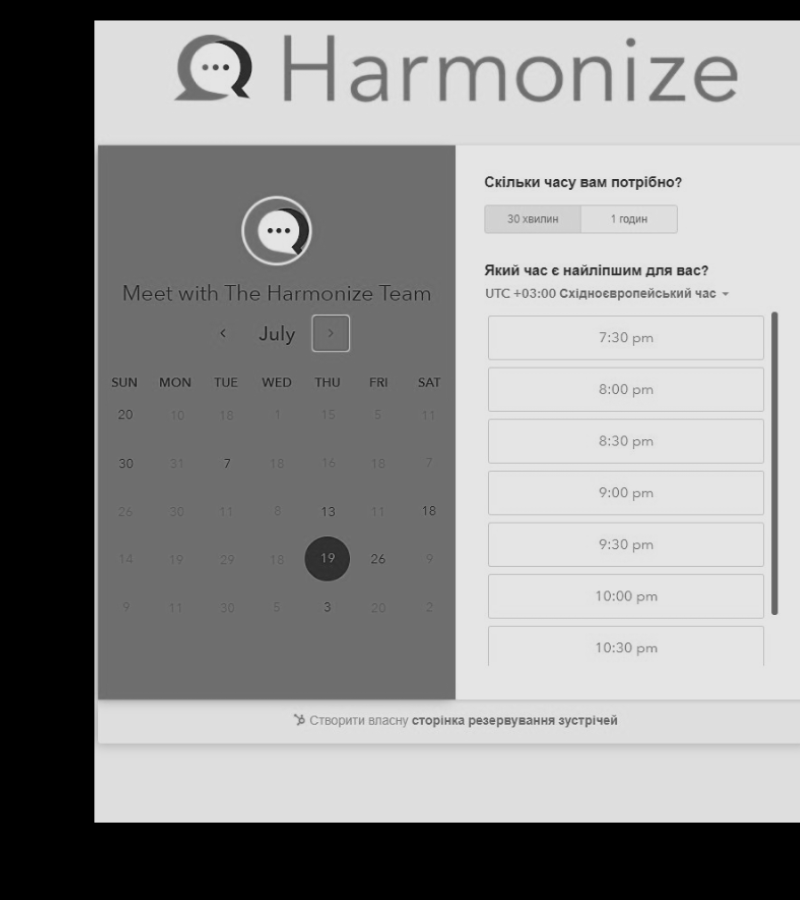 Harmonize
Meet with The Harmonize Team
July
SUN MON TUE WED THU FRI SAT
20 10 18 1 15 5 11
30 31 7 18 16 18 7
26 30 11 8 13 11 18
14 19 29 18 19 26 9
9 11 30 5 3 20 2
Скільки часу вам потрібно?
30 хвилин 1 годин
Який час є найліпшим для вас?
UTC +03:00 Східноєвропейський час
7:30 pm
8:00 pm
8:30 pm
9:00 pm
9:30 pm
10:00 pm
10:30 pm
Створити власну сторінка резервування зустрічей